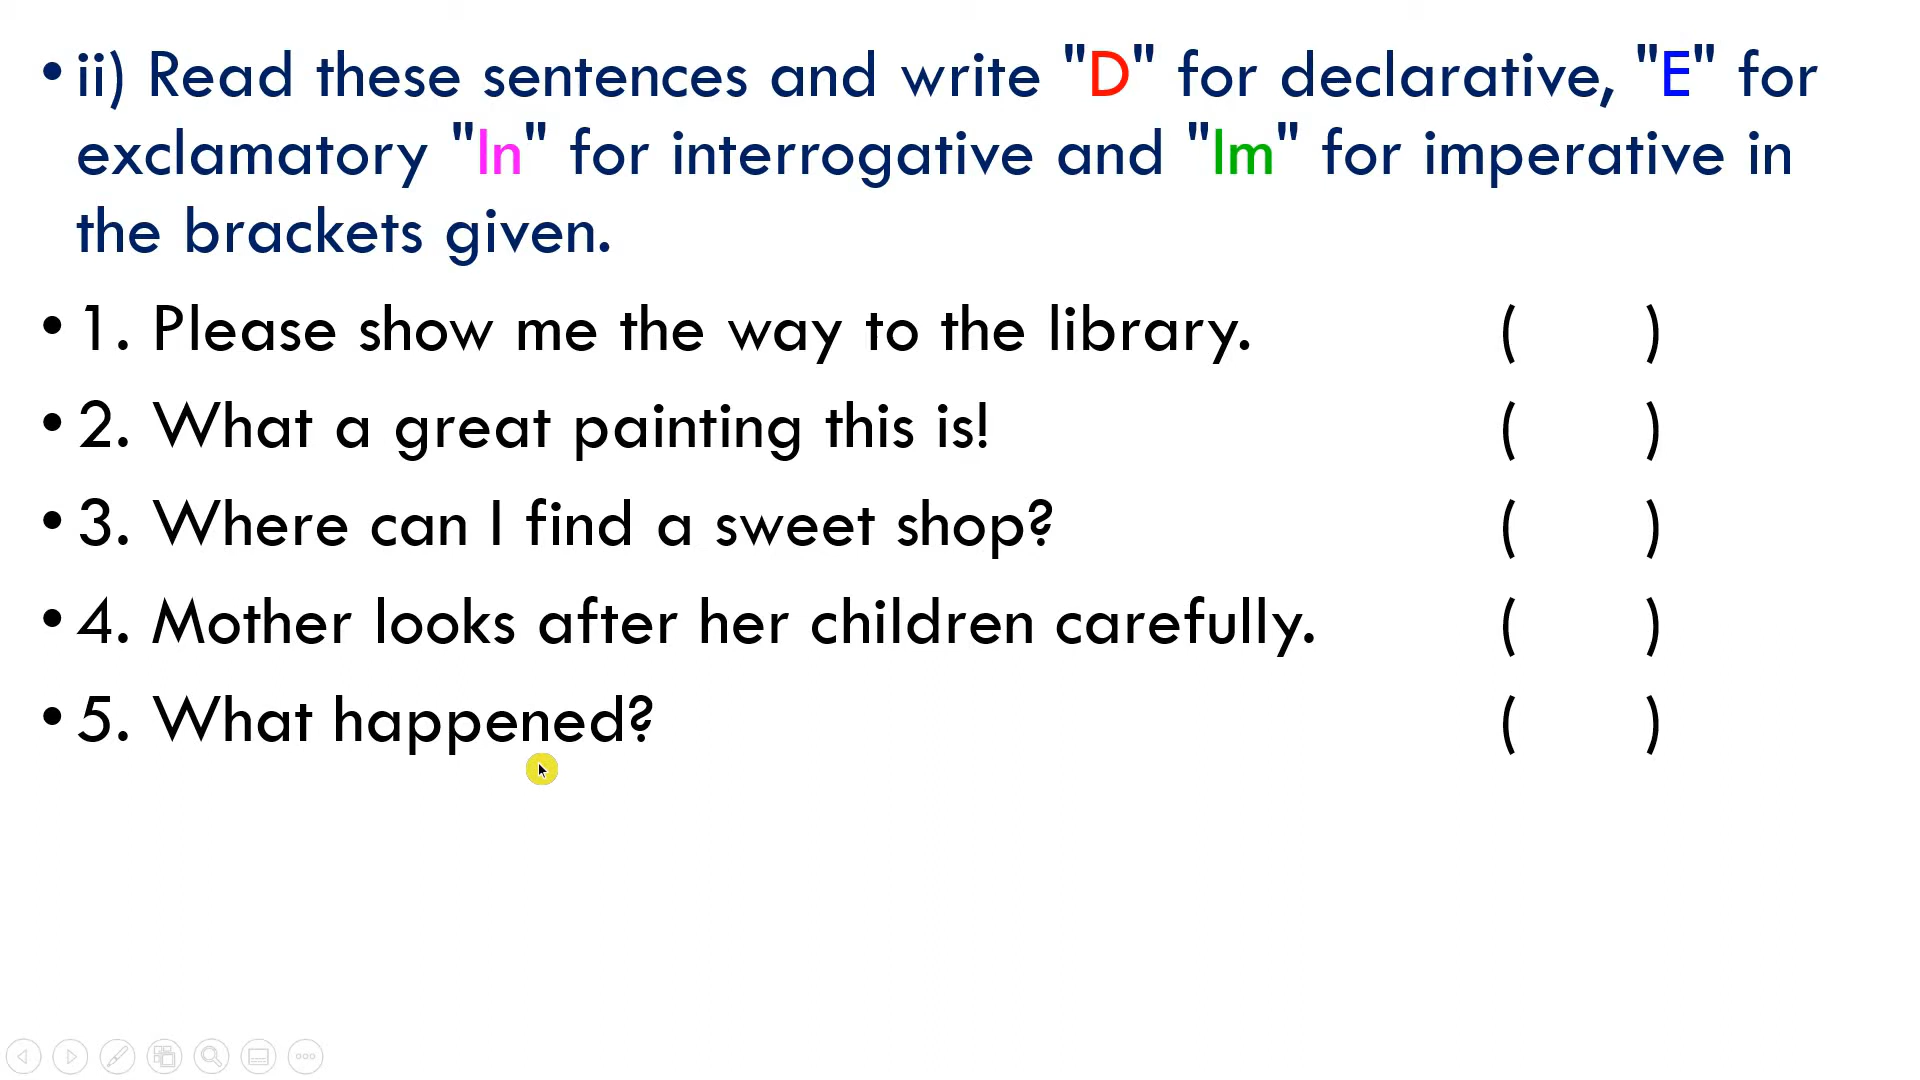 • ii) Read these sentences and write "D" for declarative, "E" for
exclamatory "In" for interrogative and "Im" for imperative in
the brackets given.
• 1. Please show me the way to the library. ( )
• 2. What a great painting this is! ( )
• 3. Where can I find a sweet shop? ( )
• 4. Mother looks after her children carefully. ( )
• 5. What happened? ( )